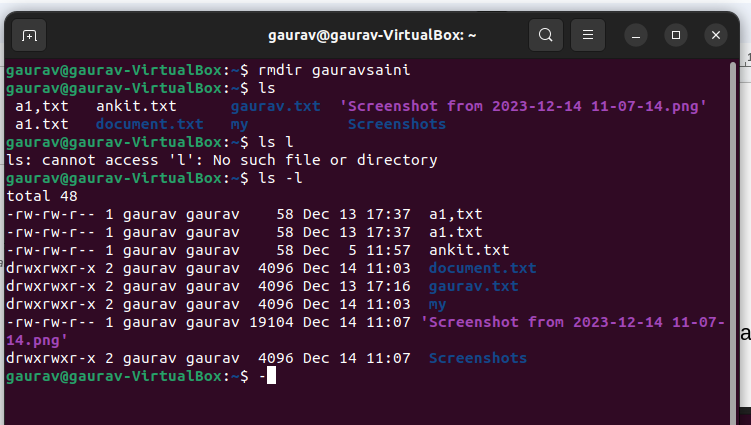 gaurav@gaurav-VirtualBox: ~
gaurav@gaurav-VirtualBox:~$ rmdir gauravsaini
gaurav@gaurav-VirtualBox:~$ ls
a1,txt   ankit.txt      gaurav.txt  'Screenshot from 2023-12-14 11-07-14.png'
a1.txt   document.txt   my           Screenshots
gaurav@gaurav-VirtualBox:~$ ls l
ls: cannot access 'l': No such file or directory
gaurav@gaurav-VirtualBox:~$ ls -l
total 48
-rw-rw-r-- 1 gaurav gaurav    58 Dec 13 17:37  a1,txt
-rw-rw-r-- 1 gaurav gaurav    58 Dec 13 17:37  a1.txt
-rw-rw-r-- 1 gaurav gaurav    58 Dec  5 11:57  ankit.txt
drwxrwxr-x 2 gaurav gaurav  4096 Dec 14 11:03  document.txt
drwxrwxr-x 2 gaurav gaurav  4096 Dec 13 17:16  gaurav.txt
drwxrwxr-x 2 gaurav gaurav  4096 Dec 14 11:03  my
-rw-rw-r-- 1 gaurav gaurav 19104 Dec 14 11:07 'Screenshot from 2023-12-14 11-07-
14.png'
drwxrwxr-x 2 gaurav gaurav  4096 Dec 14 11:07  Screenshots
gaurav@gaurav-VirtualBox:~$ -